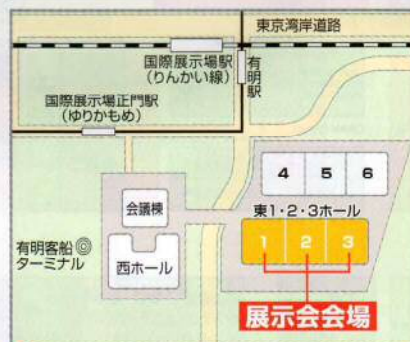 東京湾岸道路
国際展示場駅
(りんかい線)
有明駅
国際展示場正門駅
(ゆりかもめ)
4 5 6
会議棟
東1・2・3ホール
1 2 3
有明客船
ターミナル
西ホール
展示会会場